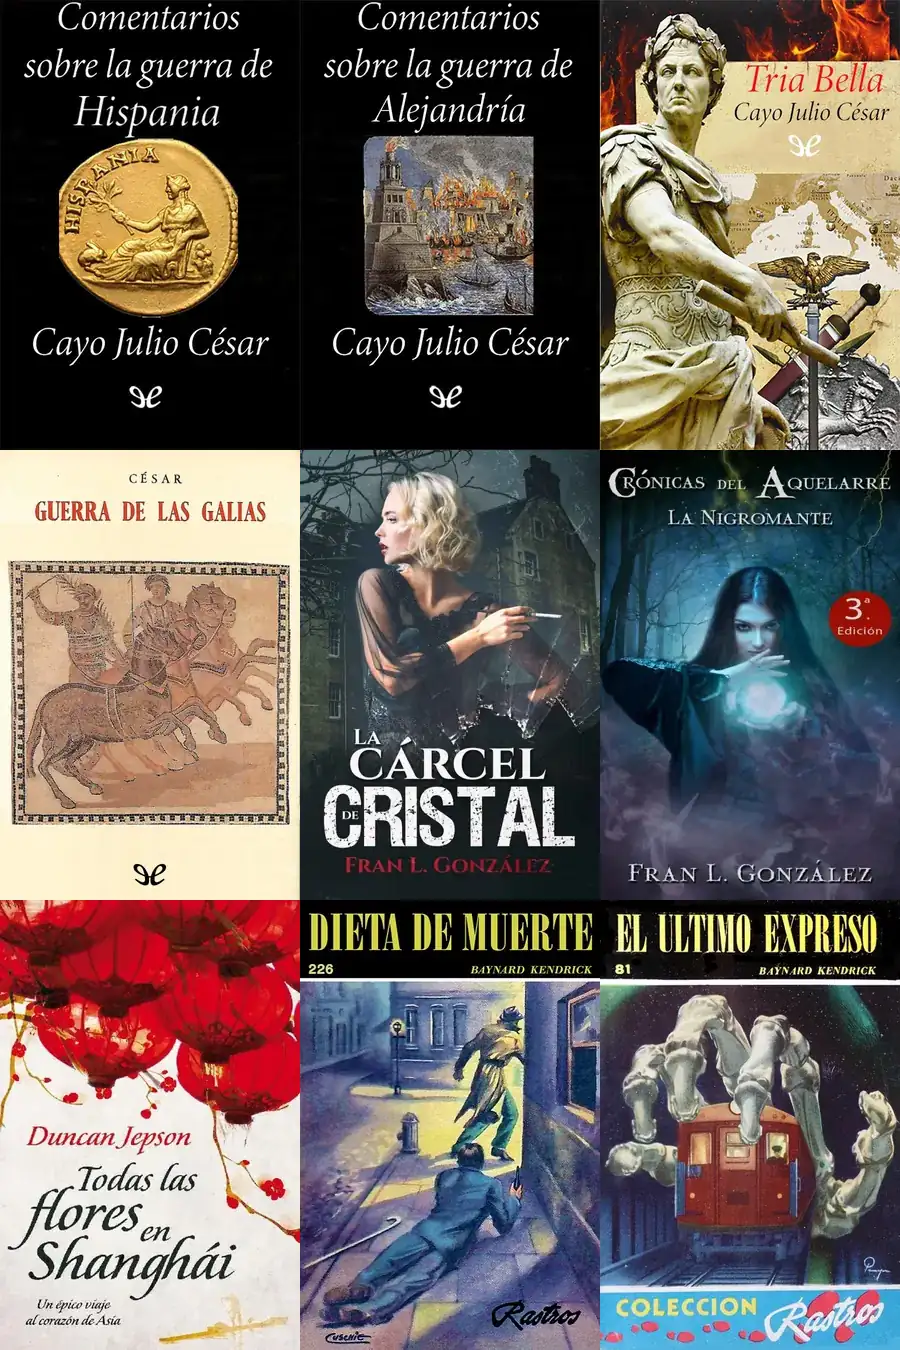 Comentarios
sobre la guerra de
Hispania
HISPANIA
Cayo Julio César
Comentarios
sobre la guerra de
Alejandría
Cayo Julio César
Tria Bella
Cayo Julio César
CÉSAR
GUERRA DE LAS GALIAS
LA
CÁRCEL
DE CRISTAL
FRAN L. GONZÁLEZ
CRÓNICAS DEL AQUELARRE
LA NIGROMANTE
3ª.
Edición
FRAN L. GONZÁLEZ
Duncan Jepson
Todas las
flores en
Shanghái
Un épico viaje
al corazón de Asia
DIETA DE MUERTE
226 BAYNARD KENDRICK
Rastros
EL ULTIMO EXPRESO
81 BAYNARD KENDRICK
COLECCION
Rastros